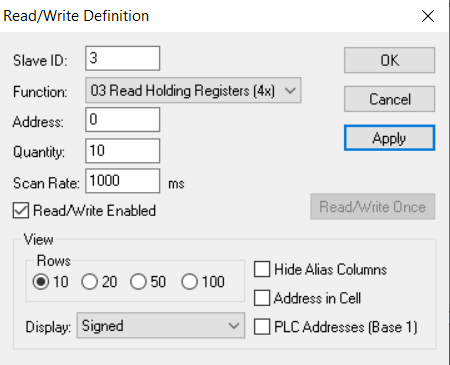 Read/Write Definition
Slave ID: 3
OK
Function: 03 Read Holding Registers (4x)
Cancel
Address: 0
Apply
Quantity: 10
Scan Rate: 1000 ms
Read/Write Enabled
Read/Write Once
View
Rows
10 20 50 100
Hide Alias Columns
Address in Cell
Display: Signed
PLC Addresses (Base 1)